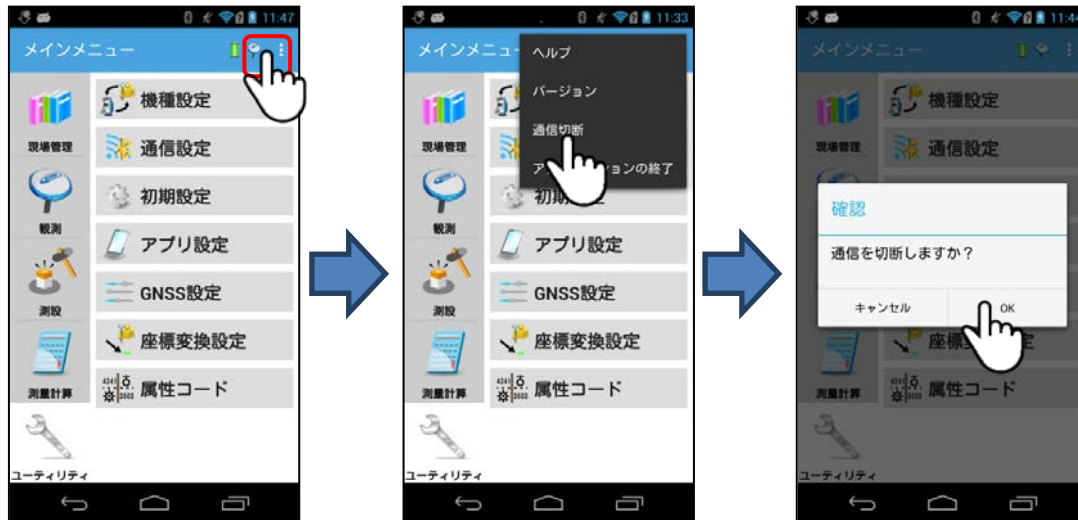 11:47
メインメニュー
現場管理
機種設定
通信設定
観測
初期設定
アプリ設定
測設
GNSS設定
測量計算
座標変換設定
属性コード
ユーティリティ
11:33
メインメニュー
ヘルプ
バージョン
通信切断
ションの終了
現場管理
観測
アプリ設定
測設
GNSS設定
測量計算
座標変換設定
属性コード
ユーティリティ
11:44
メインメニュー
現場管理
機種設定
通信設定
確認
通信を切断しますか？
キャンセル
OK
測量計算
属性コード
ユーティリティ